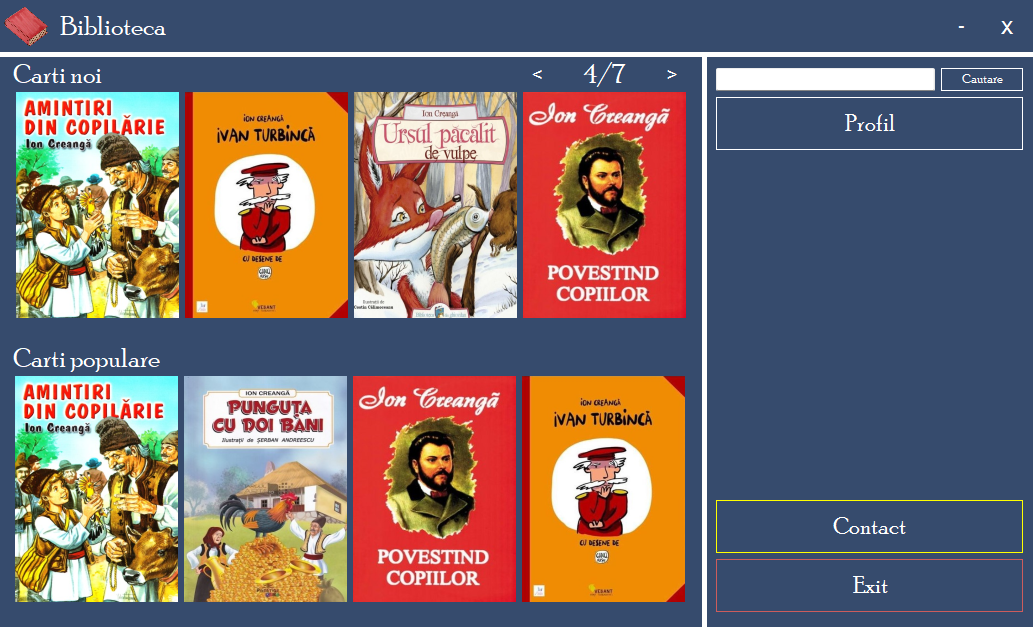 Biblioteca
-
X
Carti noi
<
4/7
>
Cautare
Profil
AMINTIRI
DIN COPILĂRIE
Ion Creangă
ION CREANGĂ
IVAN TURBINCĂ
CU DESENE DE
Ion Creangă
Ursul păcălit
de vulpe
Ilustrații de
Ion Creangă
POVESTIND
COPIILOR
Carti populare
AMINTIRI
DIN COPILĂRIE
Ion Creangă
ION CREANGĂ
PUNGUȚA
CU DOI BANI
Ilustrații de ȘERBAN ANDREESCU
Ion Creangă
POVESTIND
COPIILOR
ION CREANGĂ
IVAN TURBINCĂ
CU DESENE DE
Contact
Exit